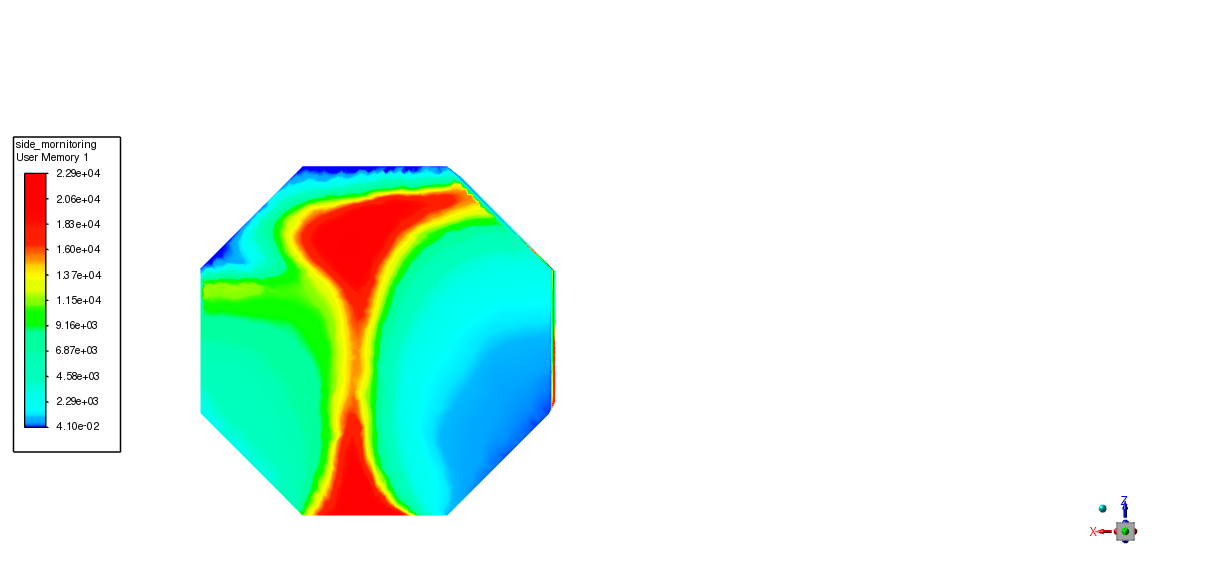 side_mornitoring
User Memory 1
2.29e+04
2.06e+04
1.83e+04
1.60e+04
1.37e+04
1.15e+04
9.16e+03
6.87e+03
4.58e+03
2.29e+03
4.10e-02
Z
X